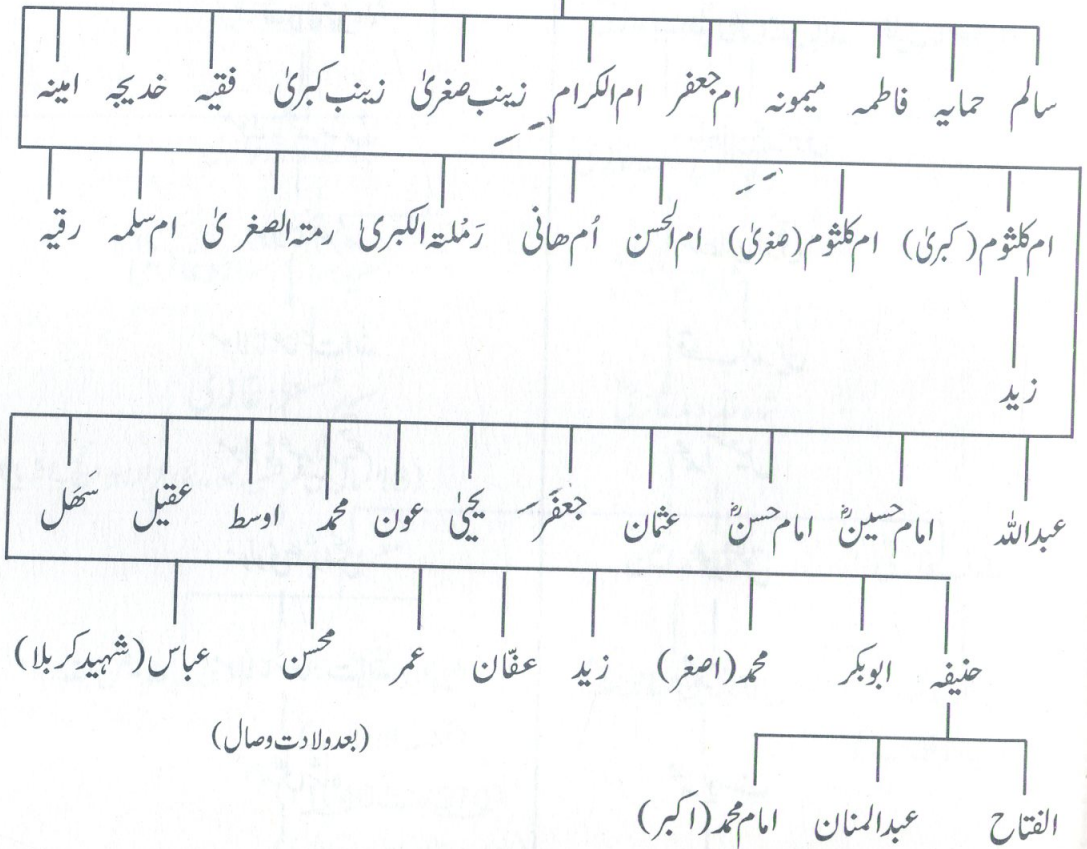 سالم حمایہ فاطمہ میمونہ ام جعفر ام الکرام زینب صغریٰ زینب کبریٰ فقیہ خدیجہ امینہ
ام کلثوم (کبریٰ) ام کلثوم (صغریٰ) ام الحسن اُم ھانی رَمْلتہ الکبریٰ رمتہ الصغریٰ ام سلمہ رقیہ
زید
عبداللہ امام حسینؓ امام حسنؓ عثمان جعفر یحییٰ عون محمد اوسط عقیل سَھَل
حنیفہ ابوبکر محمد (اصغر) زید عفّان عمر محسن عباس (شہید کربلا)
(بعد ولادت وصال)
الفتاح عبدالمنان امام محمد (اکبر)